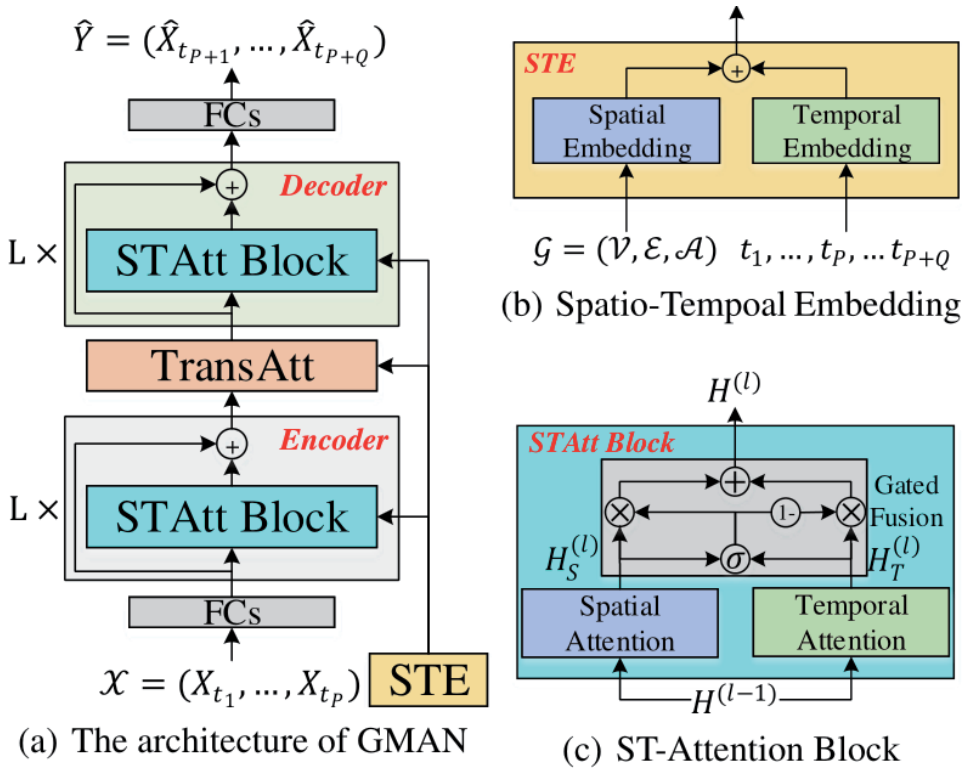 Ŷ = (X̂_{t_{P+1}}, …, X̂_{t_{P+Q}})
FCs
Decoder
+
L ×
STAtt Block
TransAtt
Encoder
+
L ×
STAtt Block
FCs
𝒳 = (X_{t_1}, …, X_{t_P})
STE
(a) The architecture of GMAN
STE
+
Spatial
Embedding
Temporal
Embedding
𝒢 = (𝒱, ℰ, 𝒜)
t_1, …, t_P, … t_{P+Q}
(b) Spatio-Tempoal Embedding
H^{(l)}
STAtt Block
+
Gated
Fusion
×
1-
×
H_S^{(l)}
σ
H_T^{(l)}
Spatial
Attention
Temporal
Attention
H^{(l−1)}
(c) ST-Attention Block